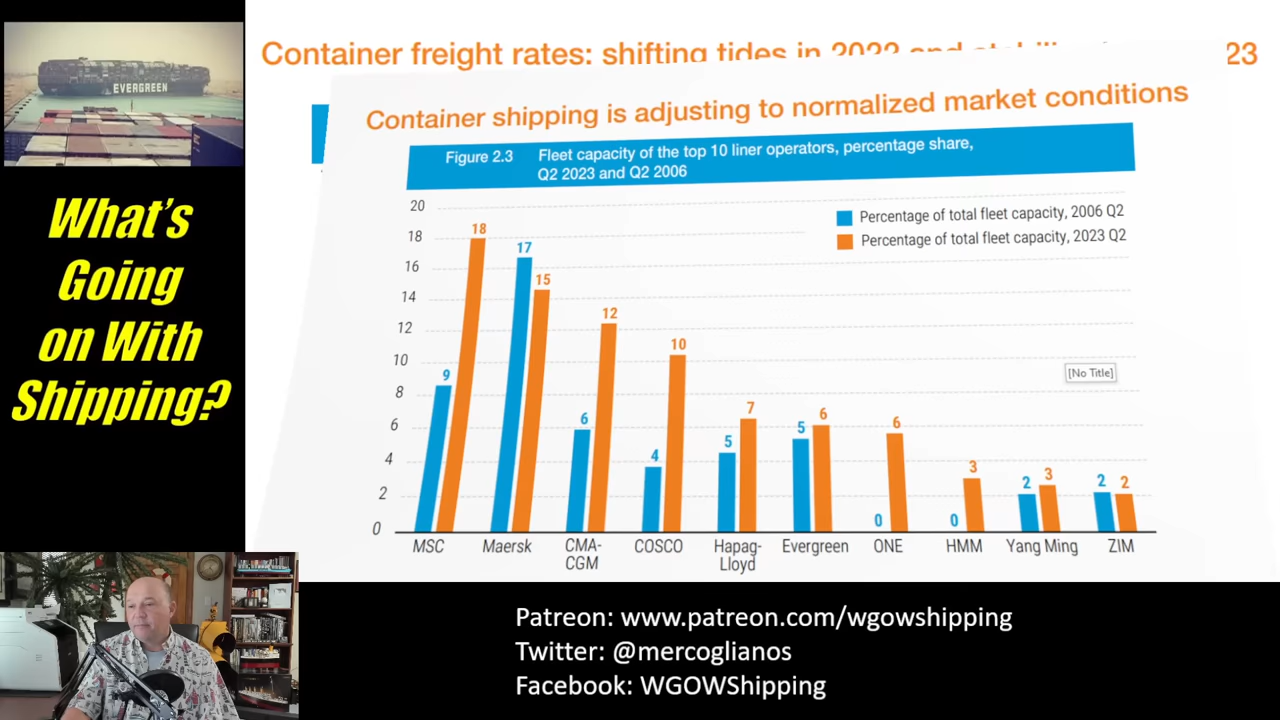 EVERGREEN
What's
Going
on With
Shipping?
Container freight rates: shifting tides in 2022 and 23
Container shipping is adjusting to normalized market conditions
Figure 2.3 Fleet capacity of the top 10 liner operators, percentage share,
Q2 2023 and Q2 2006
Percentage of total fleet capacity, 2006 Q2
Percentage of total fleet capacity, 2023 Q2
20
18
16
14
12
10
8
6
4
2
0
9 18
17 15
6 12
4 10
5 7
5 6
0 6
0 3
2 3
2 2
[No Title]
MSC Maersk CMA- COSCO Hapag- Evergreen ONE HMM Yang Ming ZIM
CGM Lloyd
Patreon: www.patreon.com/wgowshipping
Twitter: @mercoglianos
Facebook: WGOWShipping